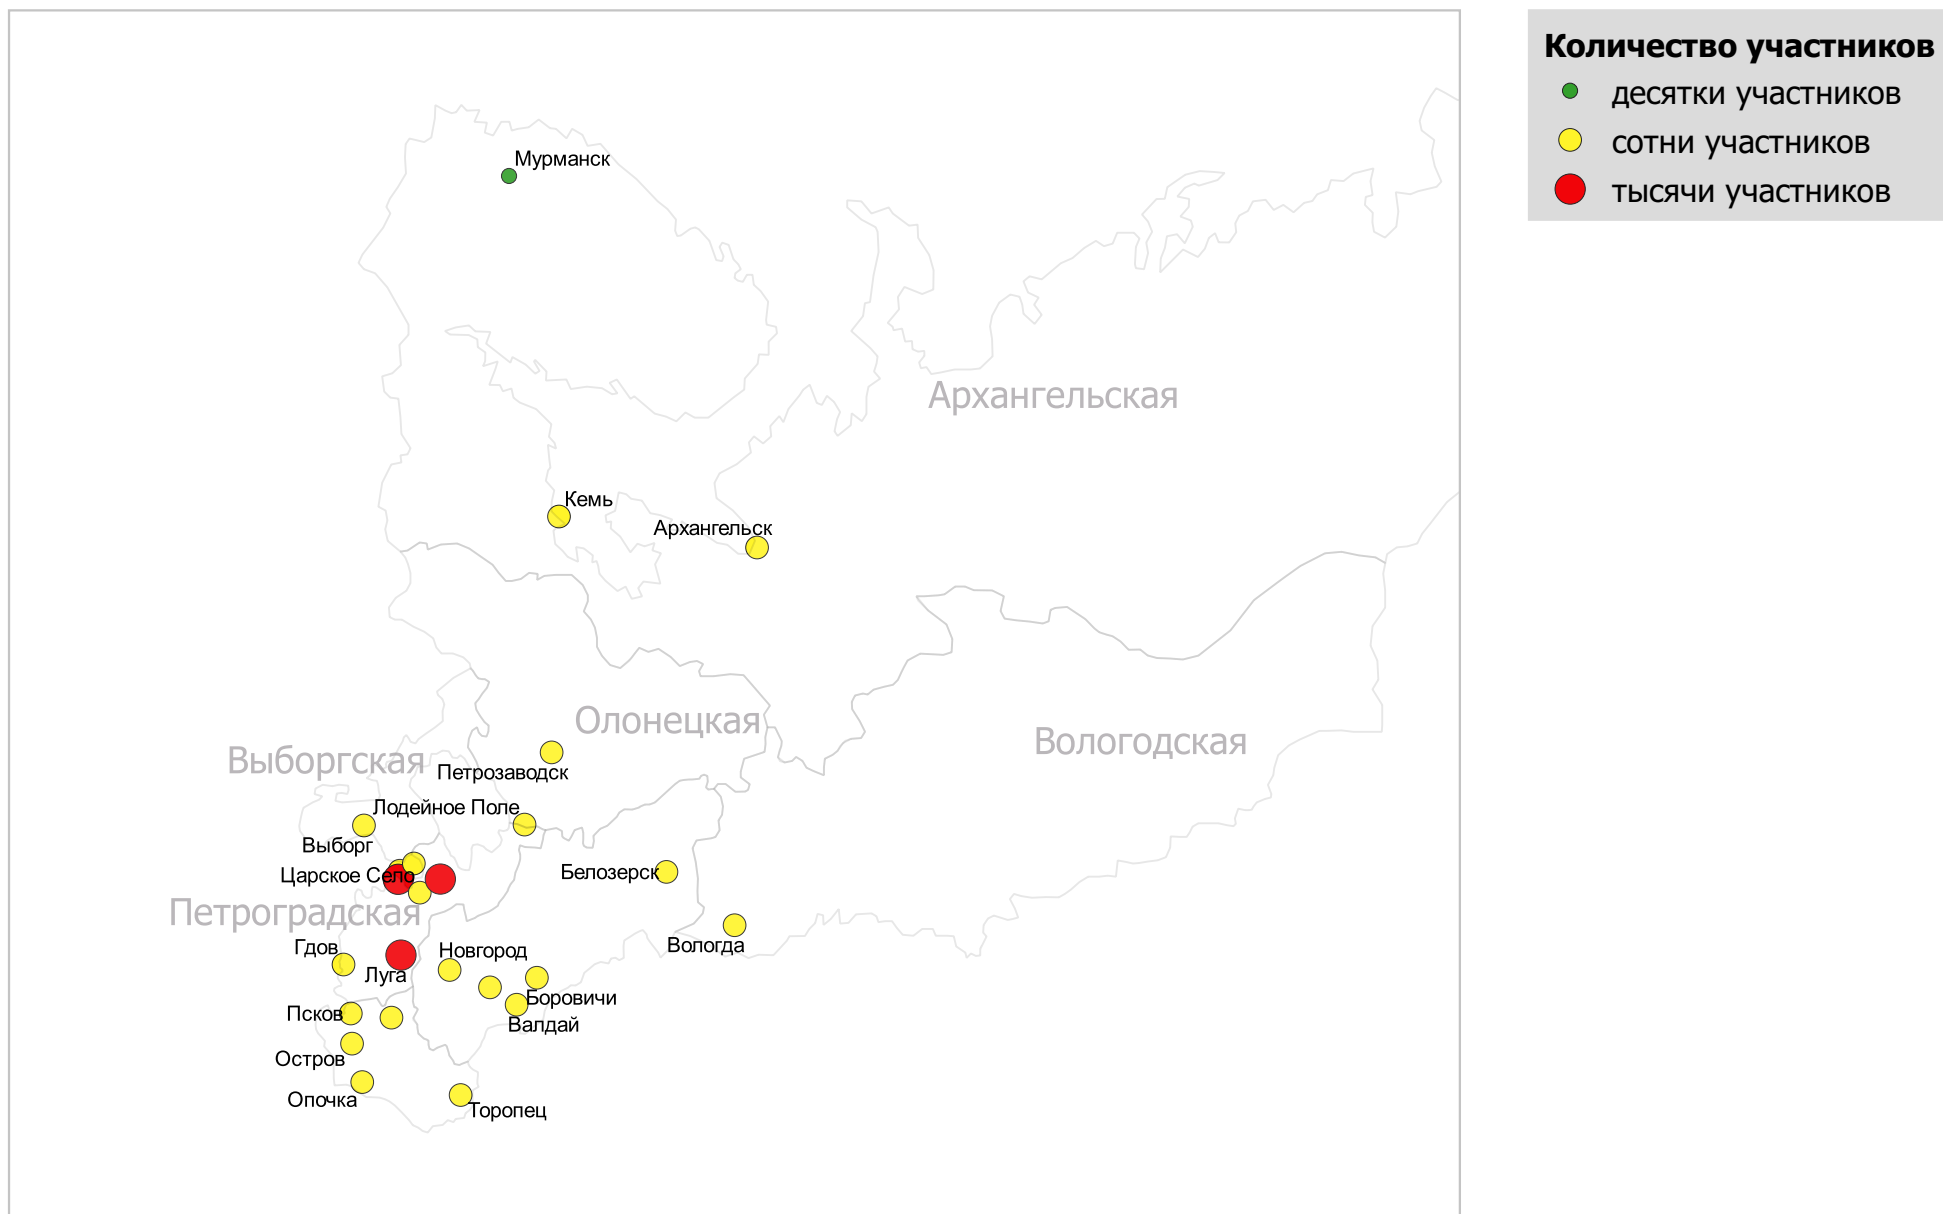 Количество участников
десятки участников
сотни участников
тысячи участников
Мурманск
Архангельская
Кемь
Архангельск
Олонецкая
Вологодская
Выборгская
Петрозаводск
Лодейное Поле
Выборг
Царское Село
Белозерск
Петроградская
Вологда
Гдов
Новгород
Луга
Боровичи
Псков
Валдай
Остров
Опочка
Торопец